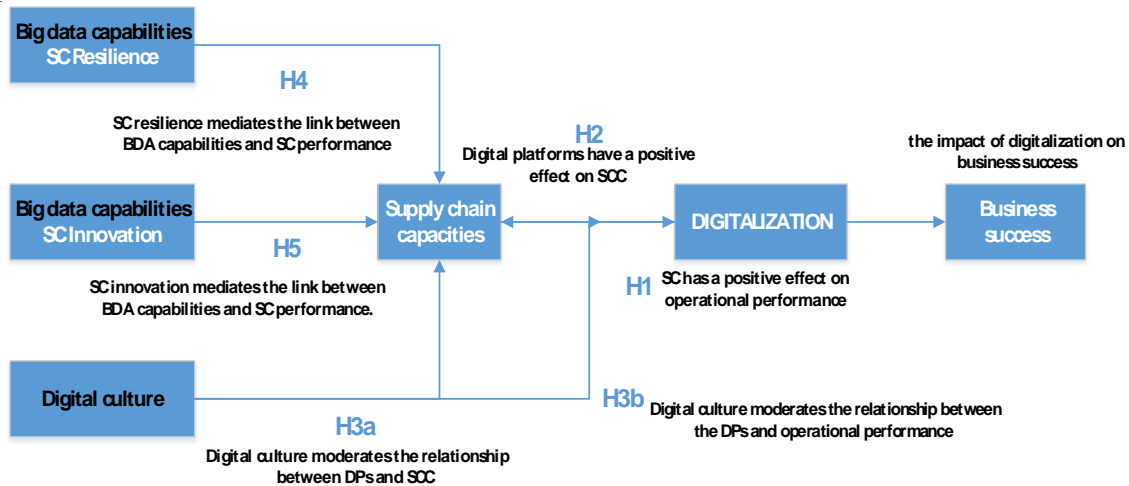 Big data capabilities
SC Resilience
H4
SC resilience mediates the link between
BDA capabilities and SC performance
H2
Digital platforms have a positive
effect on SCC
the impact of digitalization on
business success
Big data capabilities
SC Innovation
Supply chain
capacities
DIGITALIZATION
Business
success
H5
SC innovation mediates the link between
BDA capabilities and SC performance.
H1
SC has a positive effect on
operational performance
Digital culture
H3a
Digital culture moderates the relationship
between DPs and SCC
H3b
Digital culture moderates the relationship between
the DPs and operational performance